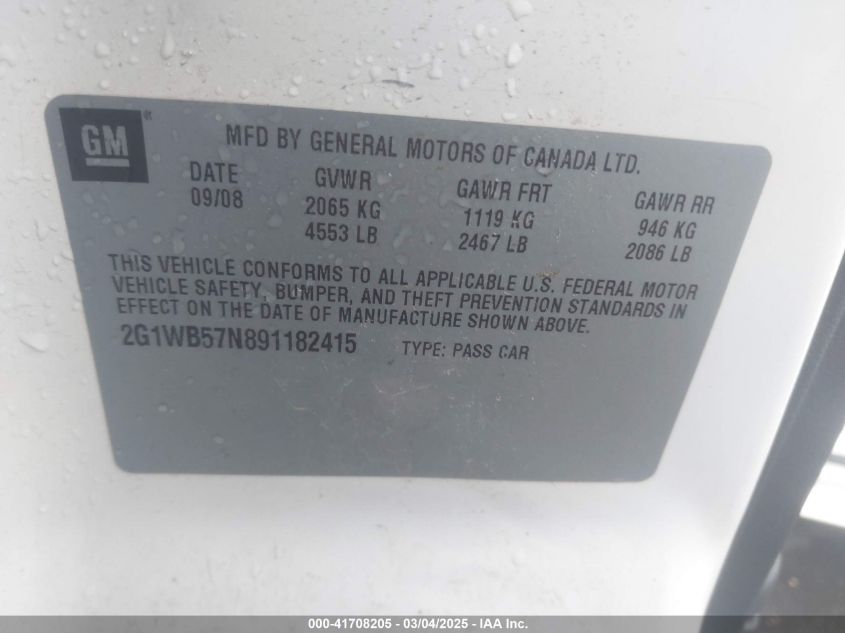 GM
MFD BY GENERAL MOTORS OF CANADA LTD.
DATE GVWR GAWR FRT GAWR RR
09/08 2065 KG 1119 KG 946 KG
4553 LB 2467 LB 2086 LB
THIS VEHICLE CONFORMS TO ALL APPLICABLE U.S. FEDERAL MOTOR
VEHICLE SAFETY, BUMPER, AND THEFT PREVENTION STANDARDS IN
EFFECT ON THE DATE OF MANUFACTURE SHOWN ABOVE.
2G1WB57N891182415 TYPE: PASS CAR
000-41708205 - 03/04/2025 - IAA Inc.